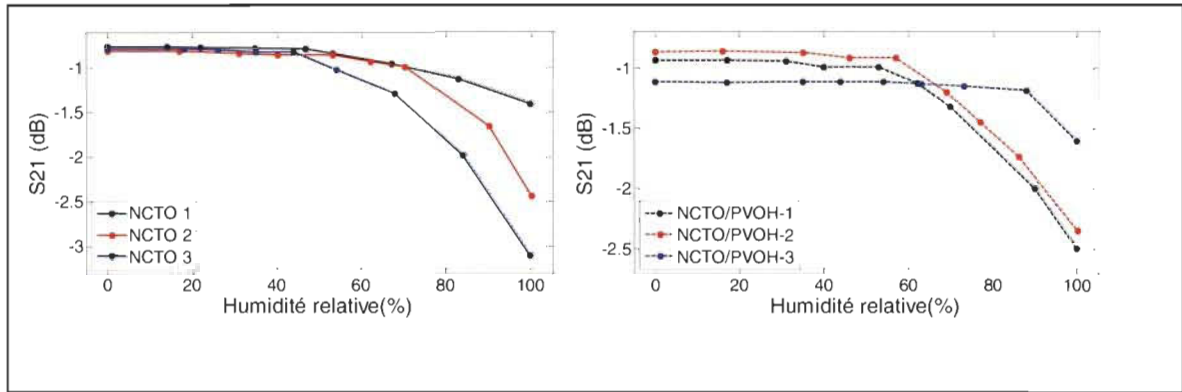 S21 (dB)
-1
-1.5
-2
-2.5
-3
NCTO 1
NCTO 2
NCTO 3
0
20
40
60
80
100
Humidité relative(%)
S21 (dB)
-1
-1.5
-2
-2.5
NCTO/PVOH-1
NCTO/PVOH-2
NCTO/PVOH-3
0
20
40
60
80
100
Humidité relative(%)